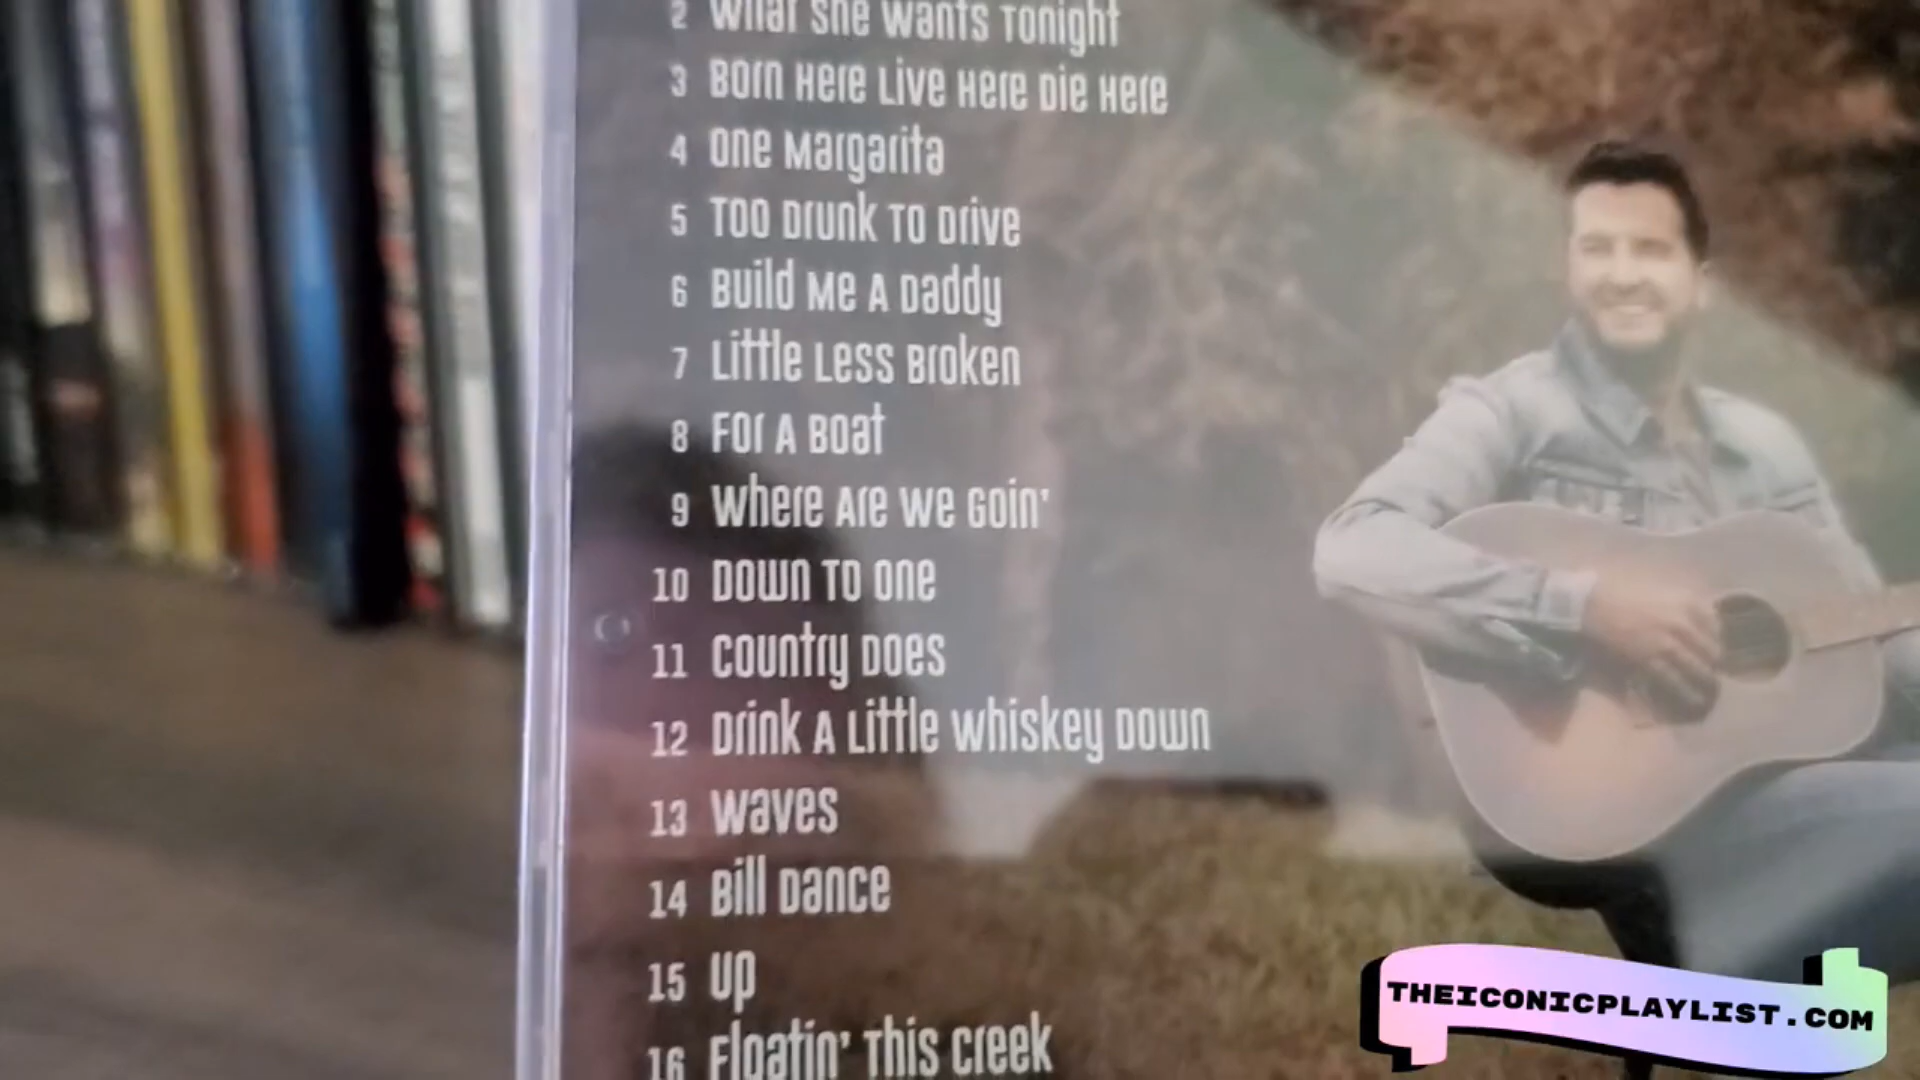 2 What She Wants Tonight
3 Born Here Live Here Die Here
4 One Margarita
5 Too Drunk To Drive
6 Build Me A Daddy
7 Little Less Broken
8 For A Boat
9 Where Are We Goin'
10 Down To One
11 Country Does
12 Drink A Little Whiskey Down
13 Waves
14 Bill Dance
15 Up
16 Floatin' This Creek
THEICONICPLAYLIST.COM